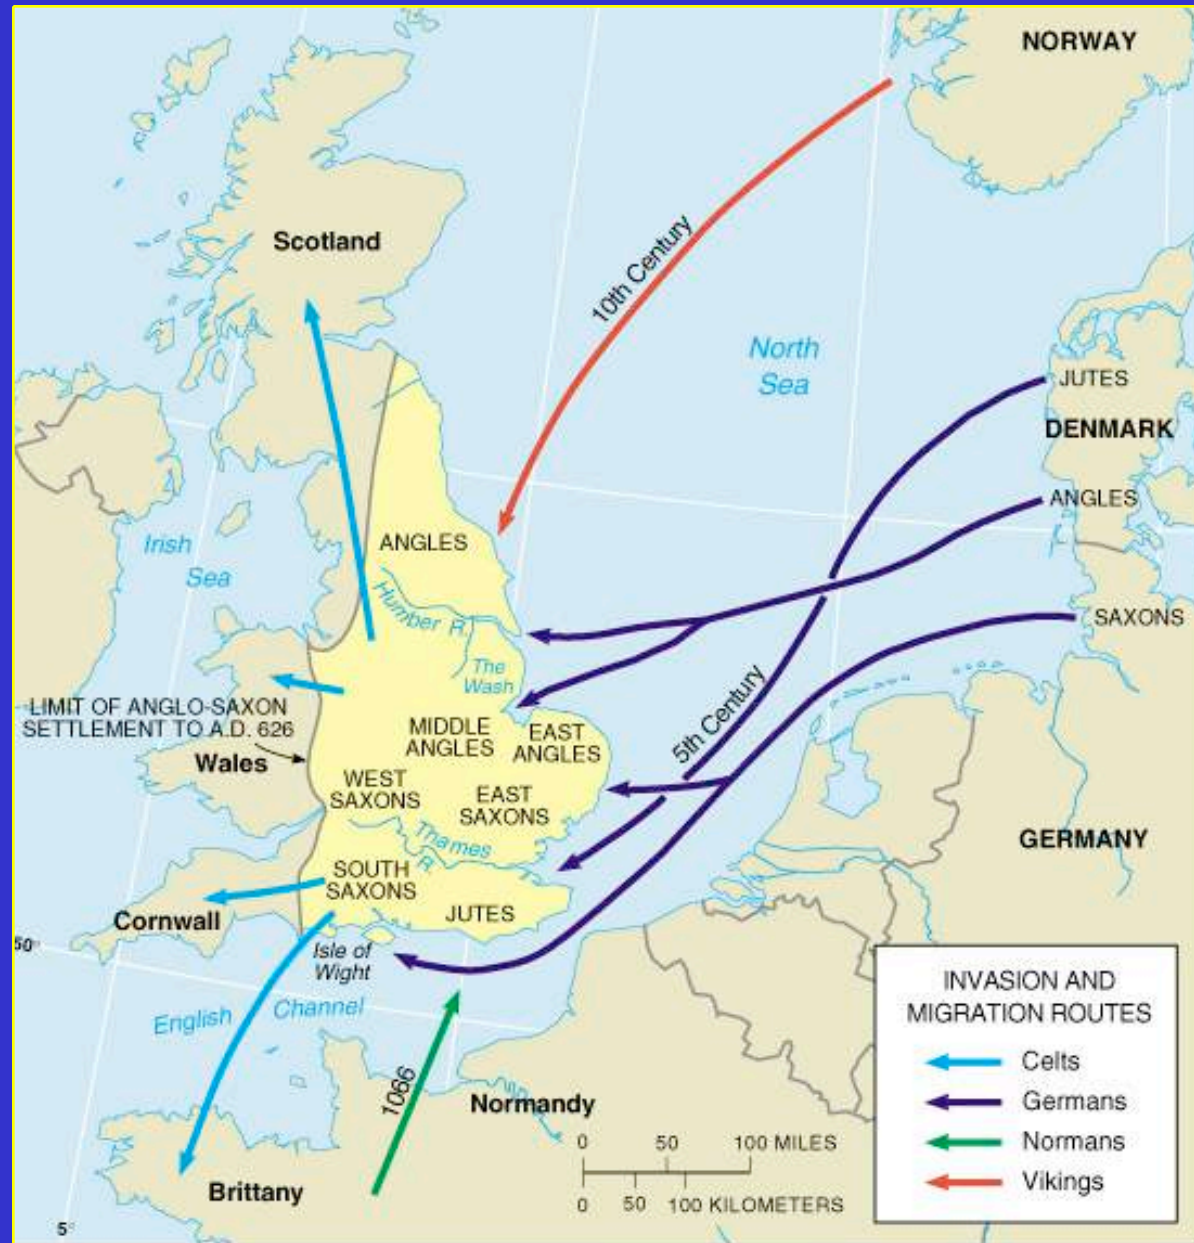 NORWAY
Scotland
10th Century
North
Sea
JUTES
DENMARK
ANGLES
ANGLES
Irish
Sea
Humber R.
SAXONS
The
Wash
LIMIT OF ANGLO-SAXON
SETTLEMENT TO A.D. 626
5th Century
MIDDLE
ANGLES
EAST
ANGLES
Wales
WEST
SAXONS
EAST
SAXONS
Thames
R.
GERMANY
SOUTH
SAXONS
JUTES
Cornwall
50°
Isle of
Wight
English Channel
INVASION AND
MIGRATION ROUTES
Celts
Germans
Normans
Vikings
1066
Normandy
0 50 100 MILES
0 50 100 KILOMETERS
Brittany
5°